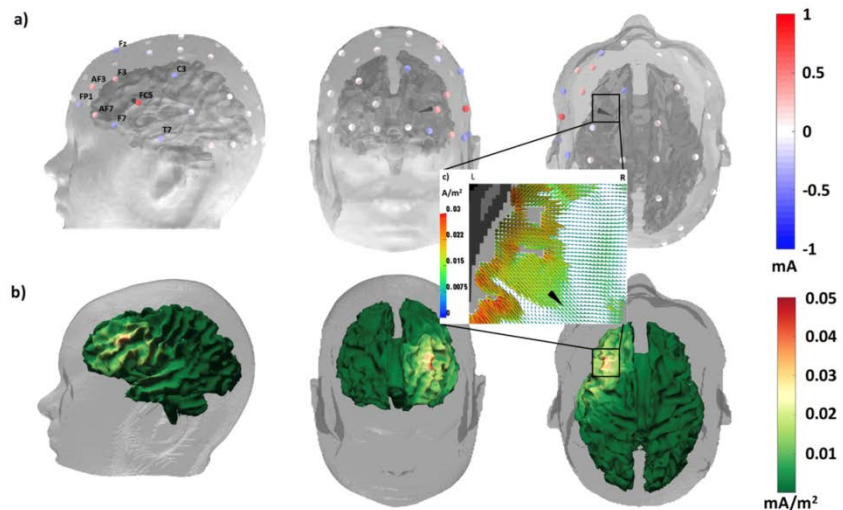 a)
Fz
C3
F3
AF3
FP1
FC5
AF7
F7
T7
1
0.5
0
-0.5
-1
mA
c)
L
R
A/m²
0.03
0.022
0.015
0.0075
0
b)
0.05
0.04
0.03
0.02
0.01
mA/m²